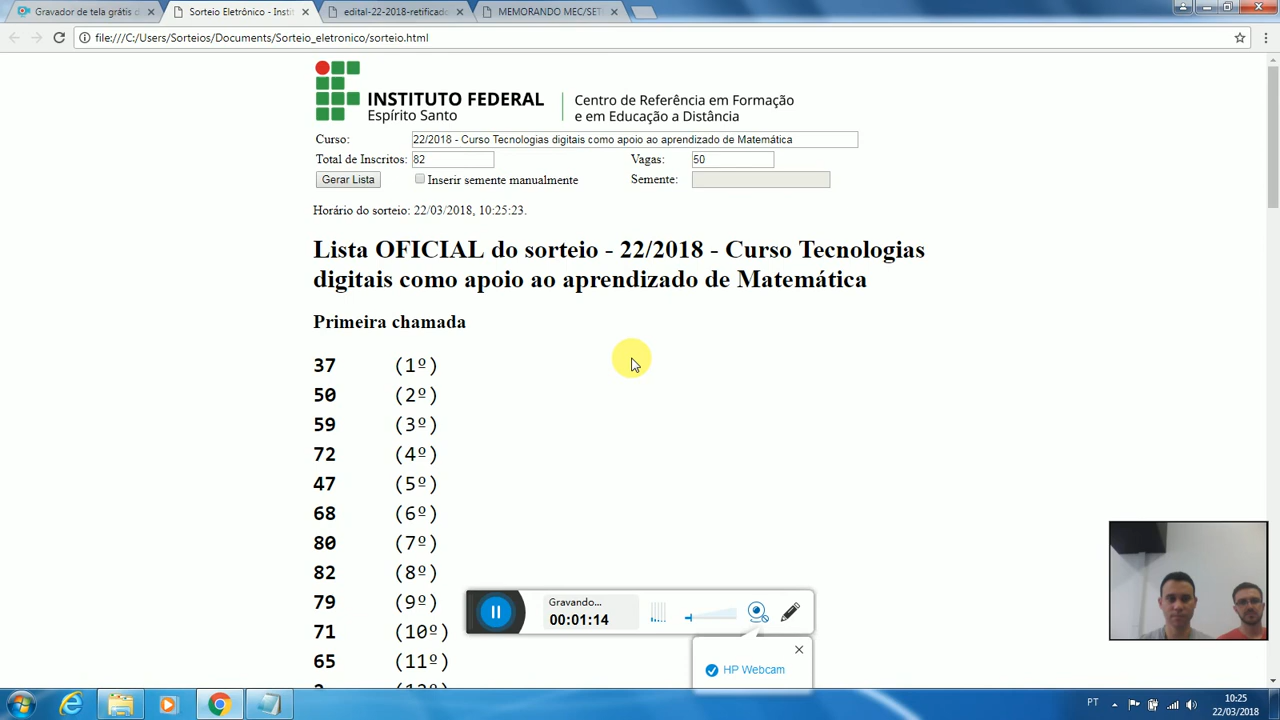 Gravador de tela grátis d
Sorteio Eletrônico - Instit
edital-22-2018-retificado
MEMORANDO MEC/SET
file:///C:/Users/Sorteios/Documents/Sorteio_eletronico/sorteio.html
INSTITUTO FEDERAL
Espírito Santo
Centro de Referência em Formação
e em Educação a Distância
Curso: 22/2018 - Curso Tecnologias digitais como apoio ao aprendizado de Matemática
Total de Inscritos: 82 Vagas: 50
Gerar Lista Inserir semente manualmente Semente:
Horário do sorteio: 22/03/2018, 10:25:23.
Lista OFICIAL do sorteio - 22/2018 - Curso Tecnologias
digitais como apoio ao aprendizado de Matemática
Primeira chamada
37 (1º)
50 (2º)
59 (3º)
72 (4º)
47 (5º)
68 (6º)
80 (7º)
82 (8º)
79 (9º)
71 (10º)
65 (11º)
Gravando...
00:01:14
HP Webcam
PT
10:25
22/03/2018